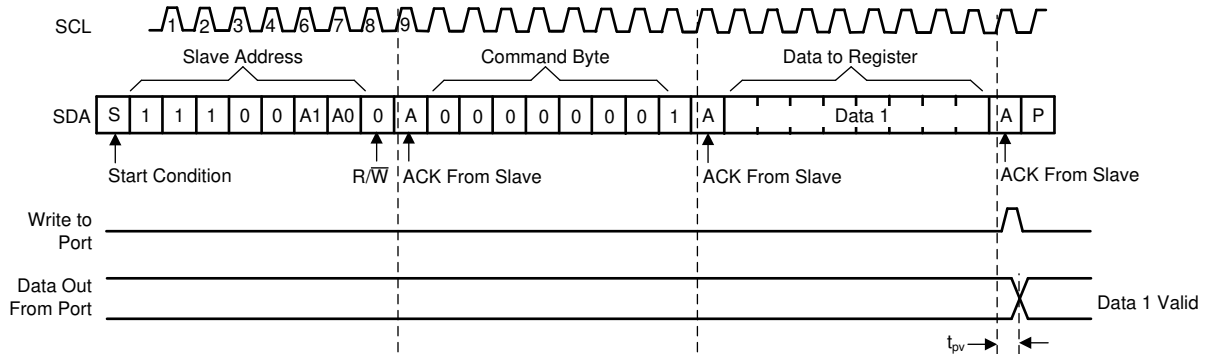 SCL 1 2 3 4 6 7 8 9
Slave Address Command Byte Data to Register
SDA S 1 1 1 0 0 A1 A0 0 A 0 0 0 0 0 0 0 1 A Data 1 A P
Start Condition R/W̅ ACK From Slave ACK From Slave ACK From Slave
Write to
Port
Data Out
From Port
Data 1 Valid
tpv